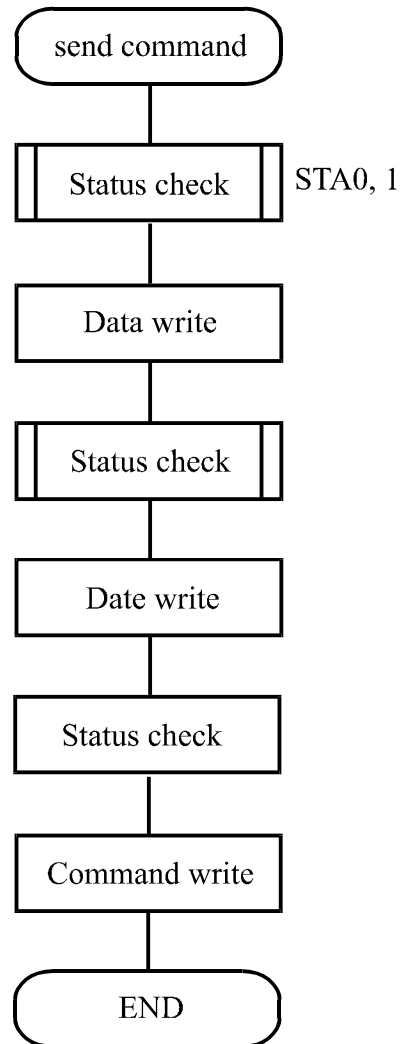 send command
Status check
STA0, 1
Data write
Status check
Date write
Status check
Command write
END